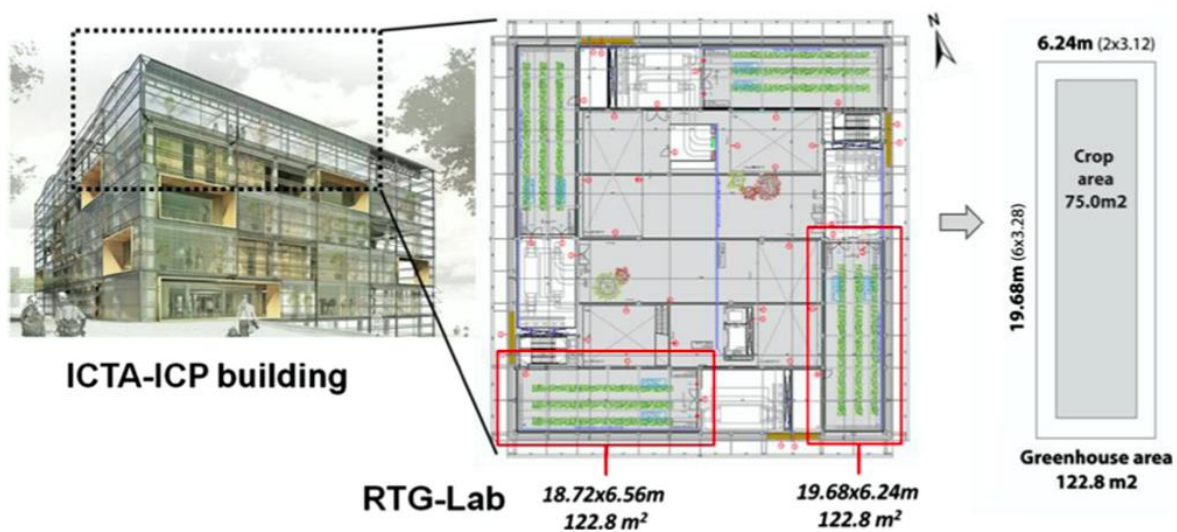 N
6.24m (2x3.12)
Crop
area
75.0m2
19.68m (6x3.28)
Greenhouse area
122.8 m2
ICTA-ICP building
RTG-Lab
18.72x6.56m
122.8 m²
19.68x6.24m
122.8 m²